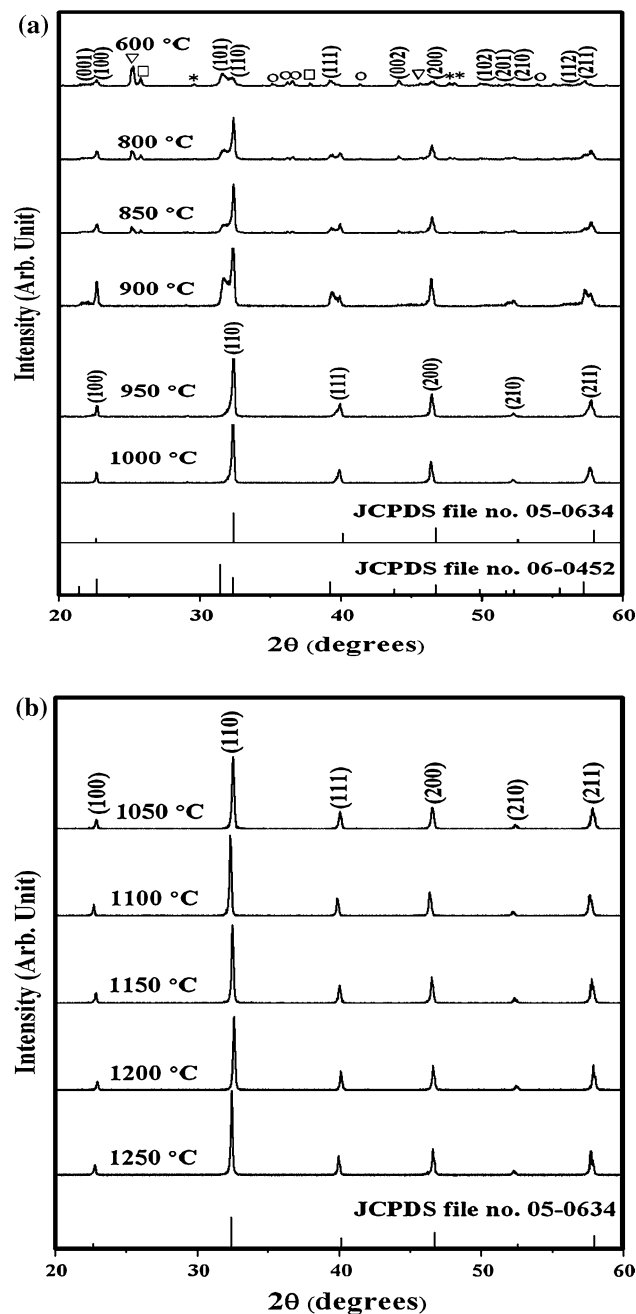 (a)
600 °C
(001)
(100)
▽
□
*
(101)
(110)
○
○○
□
(111)
○
(002)
▽
(200)
**
(102)
(201)
(210)
○
(112)
(211)
800 °C
850 °C
900 °C
950 °C
(100)
(110)
(111)
(200)
(210)
(211)
1000 °C
JCPDS file no. 05-0634
JCPDS file no. 06-0452
20 30 40 50 60
2θ (degrees)
Intensity (Arb. Unit)
(b)
(100)
(110)
(111)
(200)
(210)
(211)
1050 °C
1100 °C
1150 °C
1200 °C
1250 °C
JCPDS file no. 05-0634
20 30 40 50 60
2θ (degrees)
Intensity (Arb. Unit)